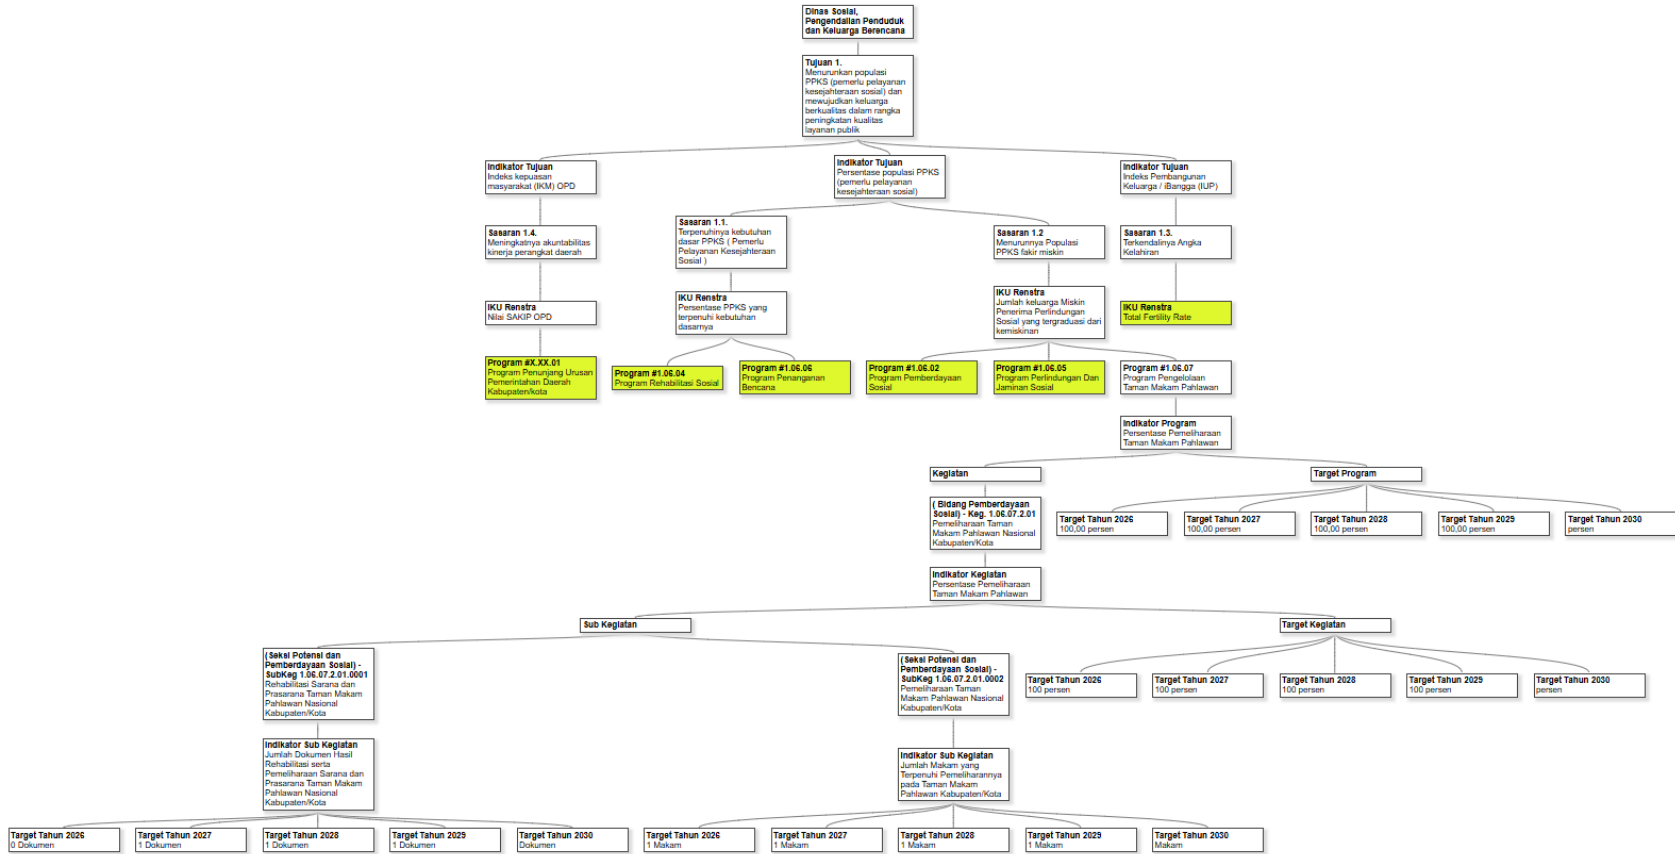 Dinas Sosial,
Pengendalian Penduduk
dan Keluarga Berencana
Tujuan 1.
Menurunkan populasi
PPKS (pemerlu pelayanan
kesejahteraan sosial) dan
mewujudkan keluarga
berkualitas dalam rangka
peningkatan kualitas
layanan publik
Indikator Tujuan
Indeks kepuasan
masyarakat (IKM) OPD
Indikator Tujuan
Persentase populasi PPKS
(pemerlu pelayanan
kesejahteraan sosial)
Indikator Tujuan
Indeks Pembangunan
Keluarga / iBangga (IUP)
Sasaran 1.4.
Meningkatnya akuntabilitas
kinerja perangkat daerah
Sasaran 1.1.
Terpenuhinya kebutuhan
dasar PPKS ( Pemerlu
Pelayanan Kesejahteraan
Sosial )
Sasaran 1.2
Menurunnya Populasi
PPKS fakir miskin
Sasaran 1.3.
Terkendalinya Angka
Kelahiran
IKU Renstra
Nilai SAKIP OPD
IKU Renstra
Persentase PPKS yang
terpenuhi kebutuhan
dasarnya
IKU Renstra
Jumlah keluarga Miskin
Penerima Perlindungan
Sosial yang tergraduasi dari
kemiskinan
IKU Renstra
Total Fertility Rate
Program #X.XX.01
Program Penunjang Urusan
Pemerintahan Daerah
Kabupaten/kota
Program #1.06.04
Program Rehabilitasi Sosial
Program #1.06.06
Program Penanganan
Bencana
Program #1.06.02
Program Pemberdayaan
Sosial
Program #1.06.05
Program Perlindungan Dan
Jaminan Sosial
Program #1.06.07
Program Pengelolaan
Taman Makam Pahlawan
Indikator Program
Persentase Pemeliharaan
Taman Makam Pahlawan
Kegiatan
Target Program
( Bidang Pemberdayaan
Sosial) - Keg. 1.06.07.2.01
Pemeliharaan Taman
Makam Pahlawan Nasional
Kabupaten/Kota
Target Tahun 2026
100,00 persen
Target Tahun 2027
100,00 persen
Target Tahun 2028
100,00 persen
Target Tahun 2029
100,00 persen
Target Tahun 2030
persen
Indikator Kegiatan
Persentase Pemeliharaan
Taman Makam Pahlawan
Sub Kegiatan
Target Kegiatan
(Seksi Potensi dan
Pemberdayaan Sosial) -
SubKeg 1.06.07.2.01.0001
Rehabilitasi Sarana dan
Prasarana Taman Makam
Pahlawan Nasional
Kabupaten/Kota
(Seksi Potensi dan
Pemberdayaan Sosial) -
SubKeg 1.06.07.2.01.0002
Pemeliharaan Taman
Makam Pahlawan Nasional
Kabupaten/Kota
Target Tahun 2026
100 persen
Target Tahun 2027
100 persen
Target Tahun 2028
100 persen
Target Tahun 2029
100 persen
Target Tahun 2030
persen
Indikator Sub Kegiatan
Jumlah Dokumen Hasil
Rehabilitasi serta
Pemeliharaan Sarana dan
Prasarana Taman Makam
Pahlawan Nasional
Kabupaten/Kota
Indikator Sub Kegiatan
Jumlah Makam yang
Terpenuhi Pemeliharannya
pada Taman Makam
Pahlawan Kabupaten/Kota
Target Tahun 2026
0 Dokumen
Target Tahun 2027
1 Dokumen
Target Tahun 2028
1 Dokumen
Target Tahun 2029
1 Dokumen
Target Tahun 2030
Dokumen
Target Tahun 2026
1 Makam
Target Tahun 2027
1 Makam
Target Tahun 2028
1 Makam
Target Tahun 2029
1 Makam
Target Tahun 2030
Makam